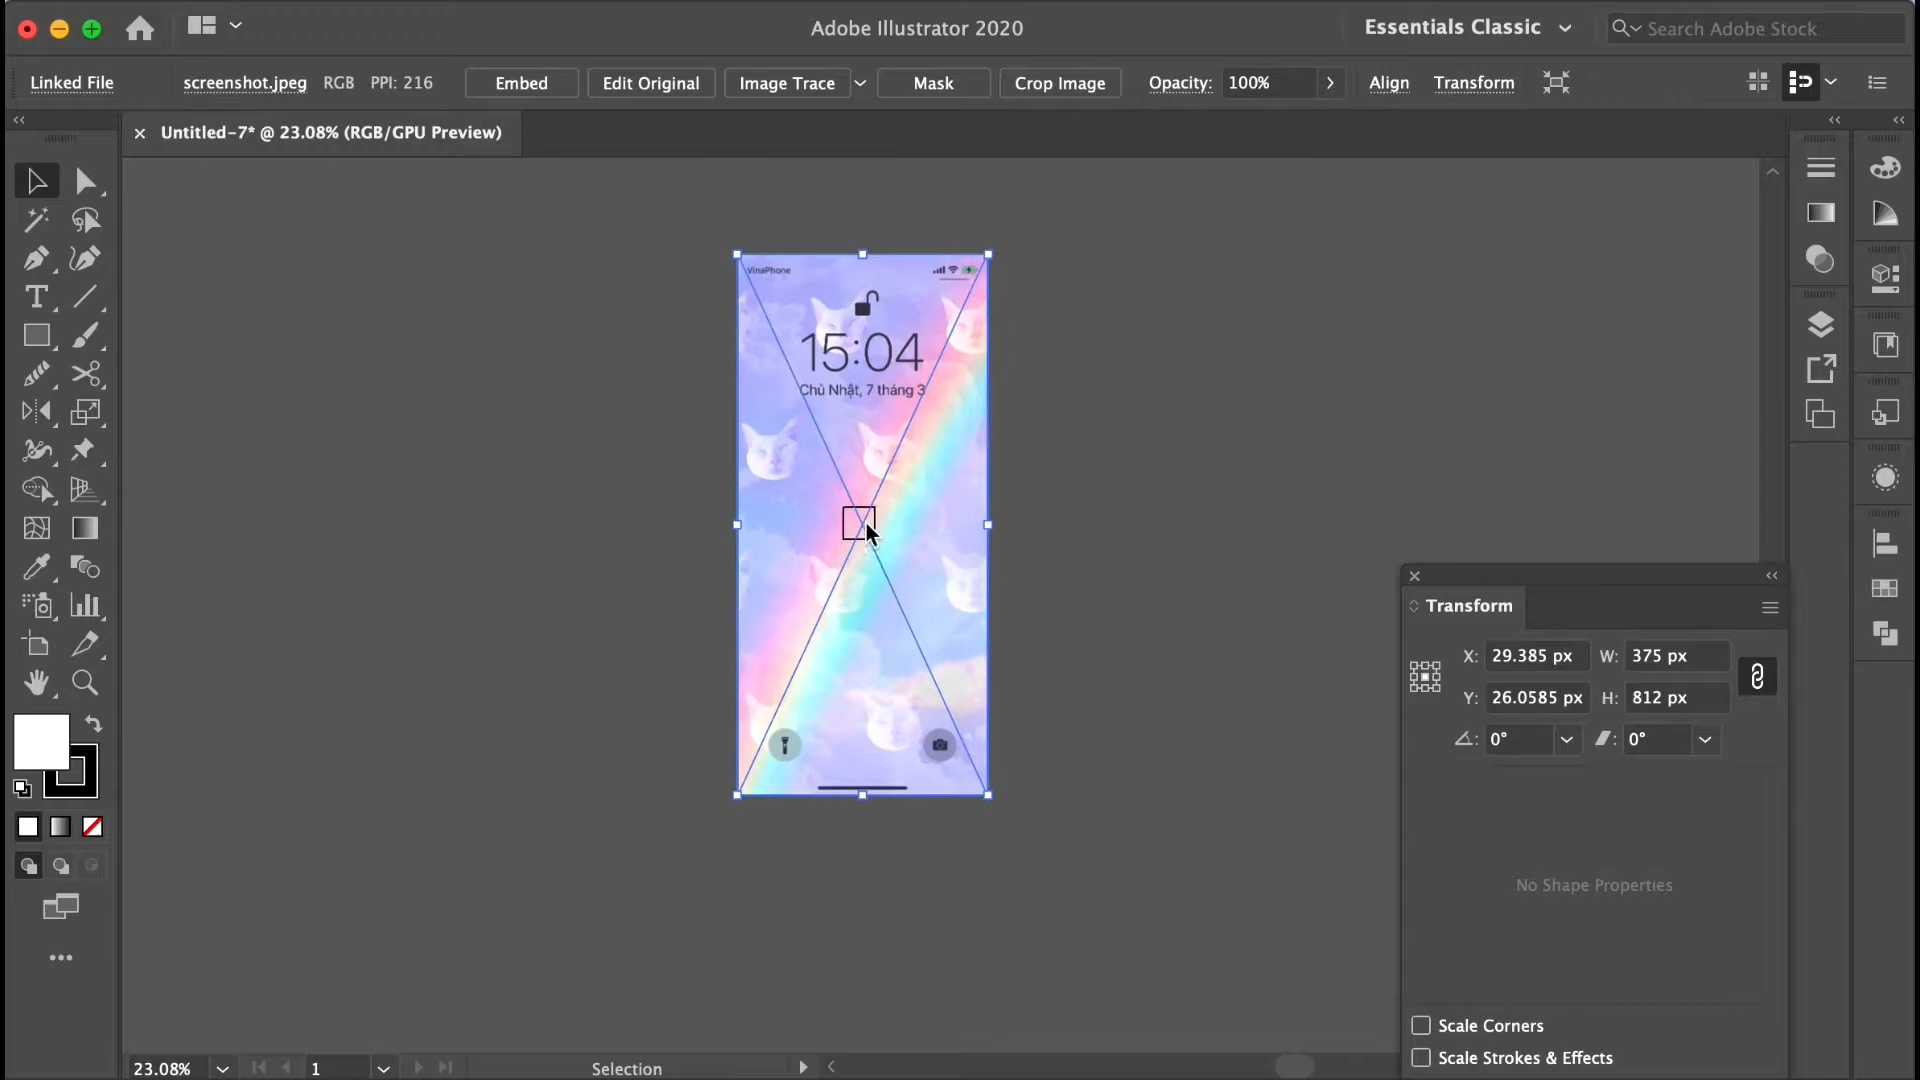 Adobe Illustrator 2020
Essentials Classic
Search Adobe Stock
Linked File
screenshot.jpeg
RGB
PPI: 216
Embed
Edit Original
Image Trace
Mask
Crop Image
Opacity:
100%
Align
Transform
Untitled-7* @ 23.08% (RGB/GPU Preview)
VinaPhone
15:04
Chủ Nhật, 7 tháng 3
Transform
X: 29.385 px W: 375 px
Y: 26.0585 px H: 812 px
0° 0°
No Shape Properties
Scale Corners
Scale Strokes & Effects
23.08%
1
Selection